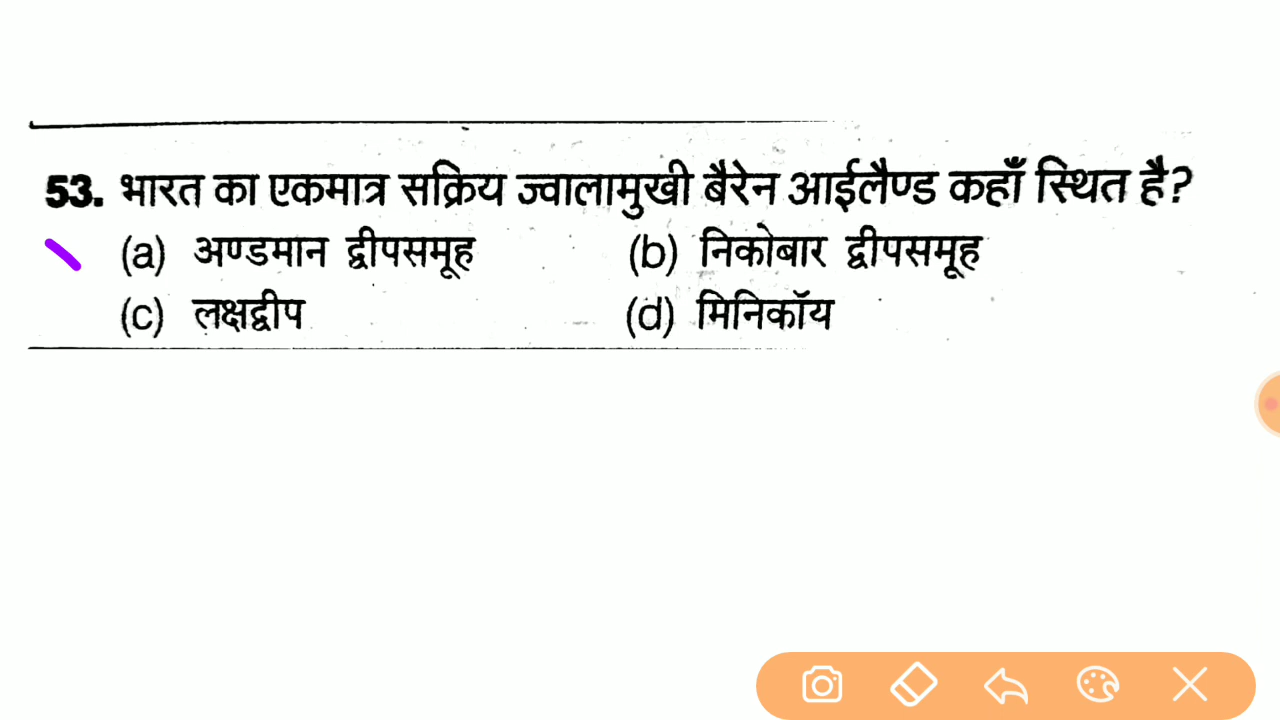 53. भारत का एकमात्र सक्रिय ज्वालामुखी बैरेन आईलैण्ड कहाँ स्थित है?
(a) अण्डमान द्वीपसमूह (b) निकोबार द्वीपसमूह
(c) लक्षद्वीप (d) मिनिकॉय